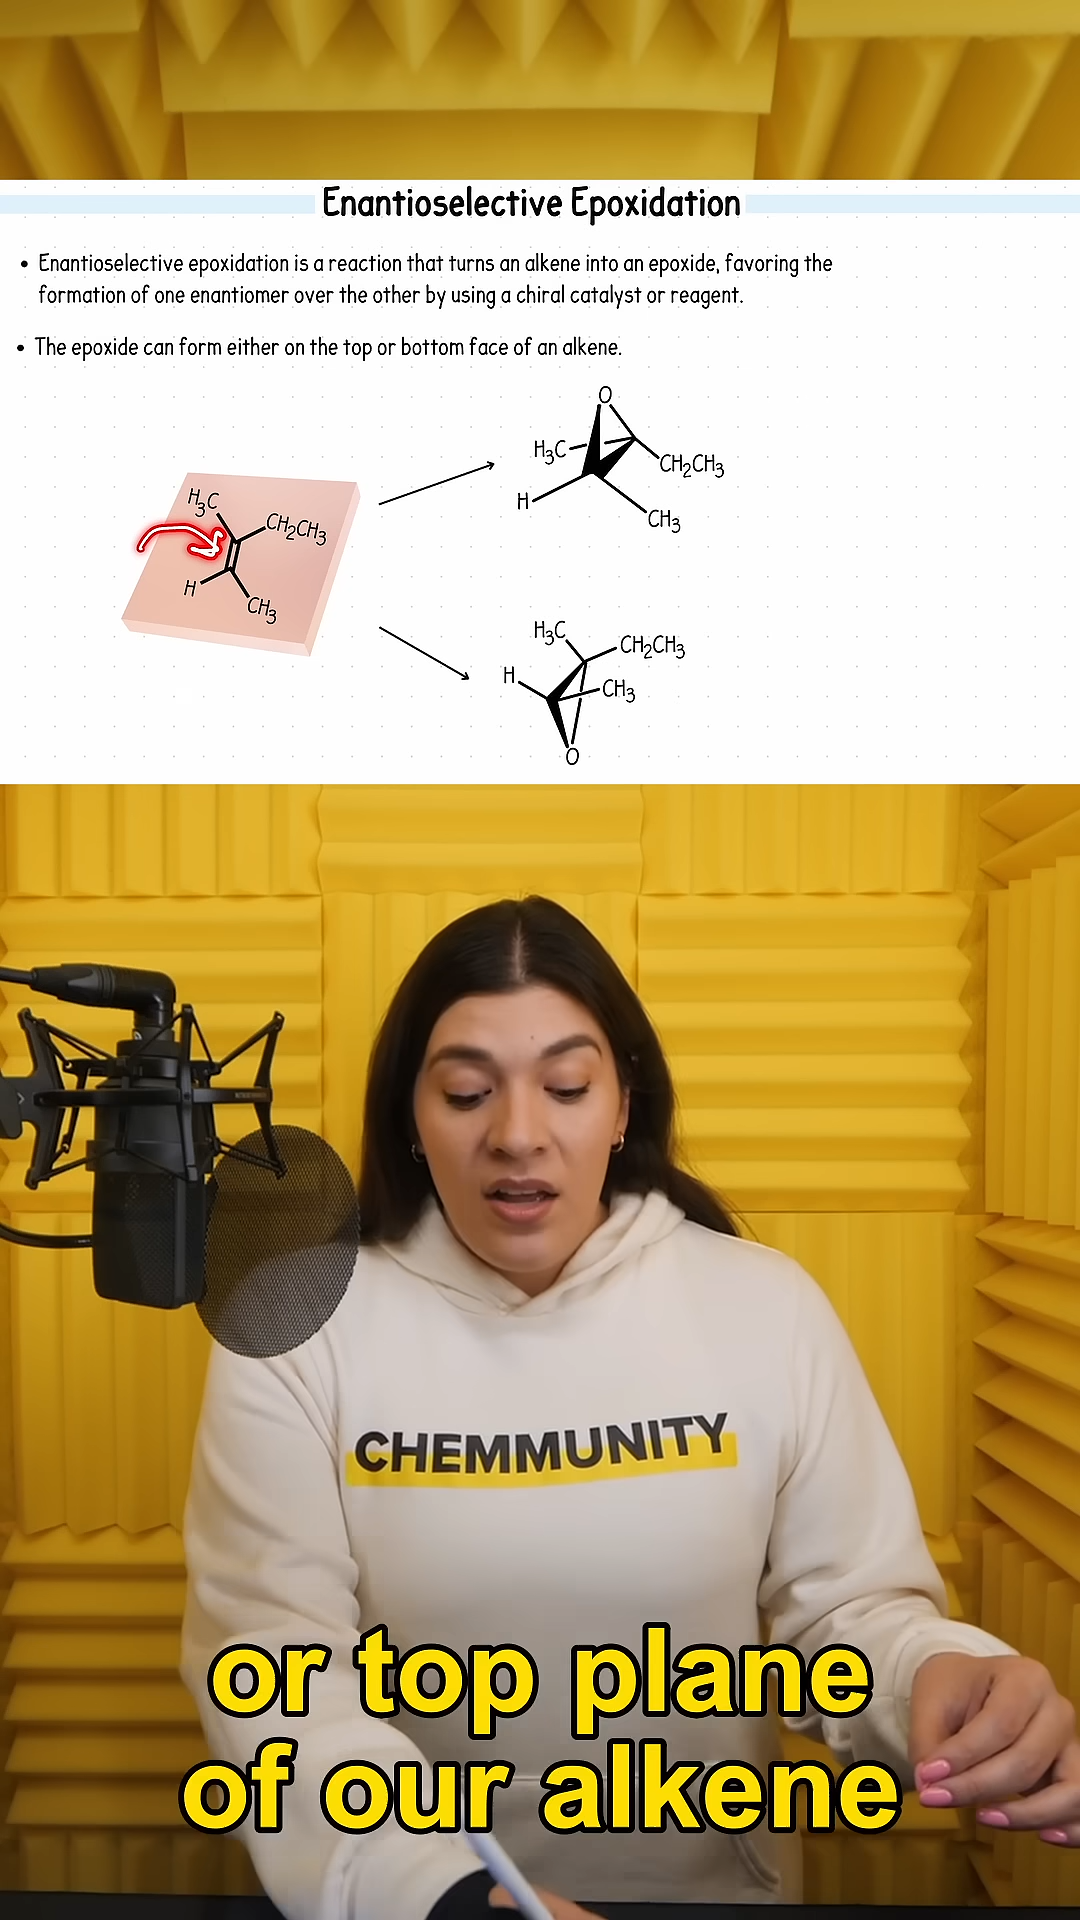 Enantioselective Epoxidation
• Enantioselective epoxidation is a reaction that turns an alkene into an epoxide, favoring the
formation of one enantiomer over the other by using a chiral catalyst or reagent.
• The epoxide can form either on the top or bottom face of an alkene.
O
H3C
CH2CH3
H
CH3
H3C
CH2CH3
H
CH3
H3C
CH2CH3
H
CH3
O
CHEMMUNITY
or top plane
of our alkene